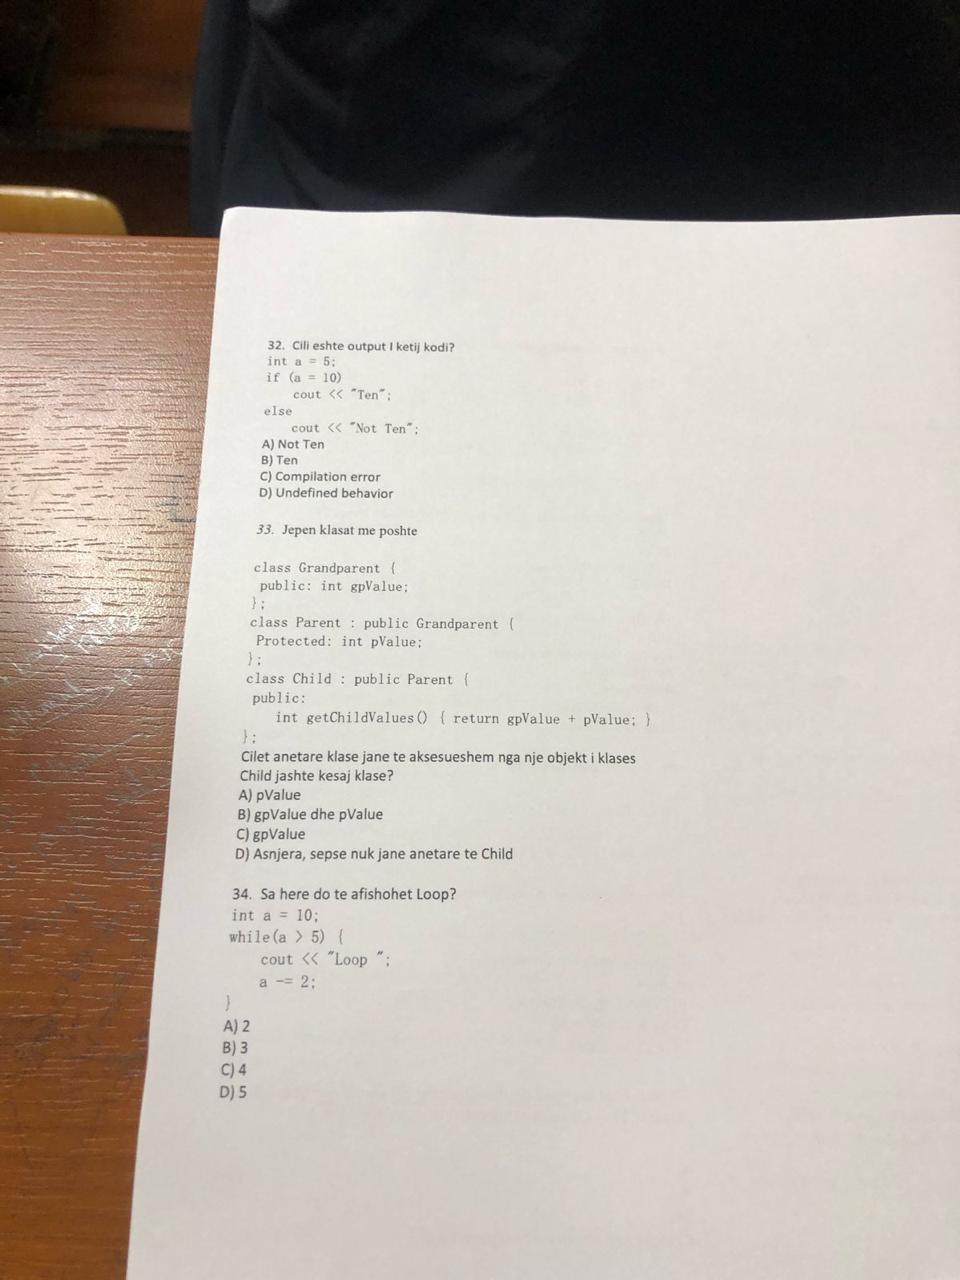 32. Cili eshte output I ketij kodi?
int a = 5;
if (a = 10)
cout << "Ten";
else
cout << "Not Ten";
A) Not Ten
B) Ten
C) Compilation error
D) Undefined behavior
33. Jepen klasat me poshte
class Grandparent {
public: int gpValue;
};
class Parent : public Grandparent {
Protected: int pValue;
};
class Child : public Parent {
public:
int getChildValues() { return gpValue + pValue; }
};
Cilet anetare klase jane te aksesueshem nga nje objekt i klases
Child jashte kesaj klase?
A) pValue
B) gpValue dhe pValue
C) gpValue
D) Asnjera, sepse nuk jane anetare te Child
34. Sa here do te afishohet Loop?
int a = 10;
while(a > 5) {
cout << "Loop ";
a -= 2;
}
A) 2
B) 3
C) 4
D) 5